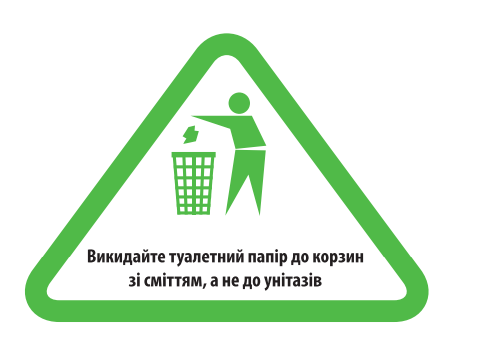 Викидайте туалетний папір до корзин
зі сміттям, а не до унітазів